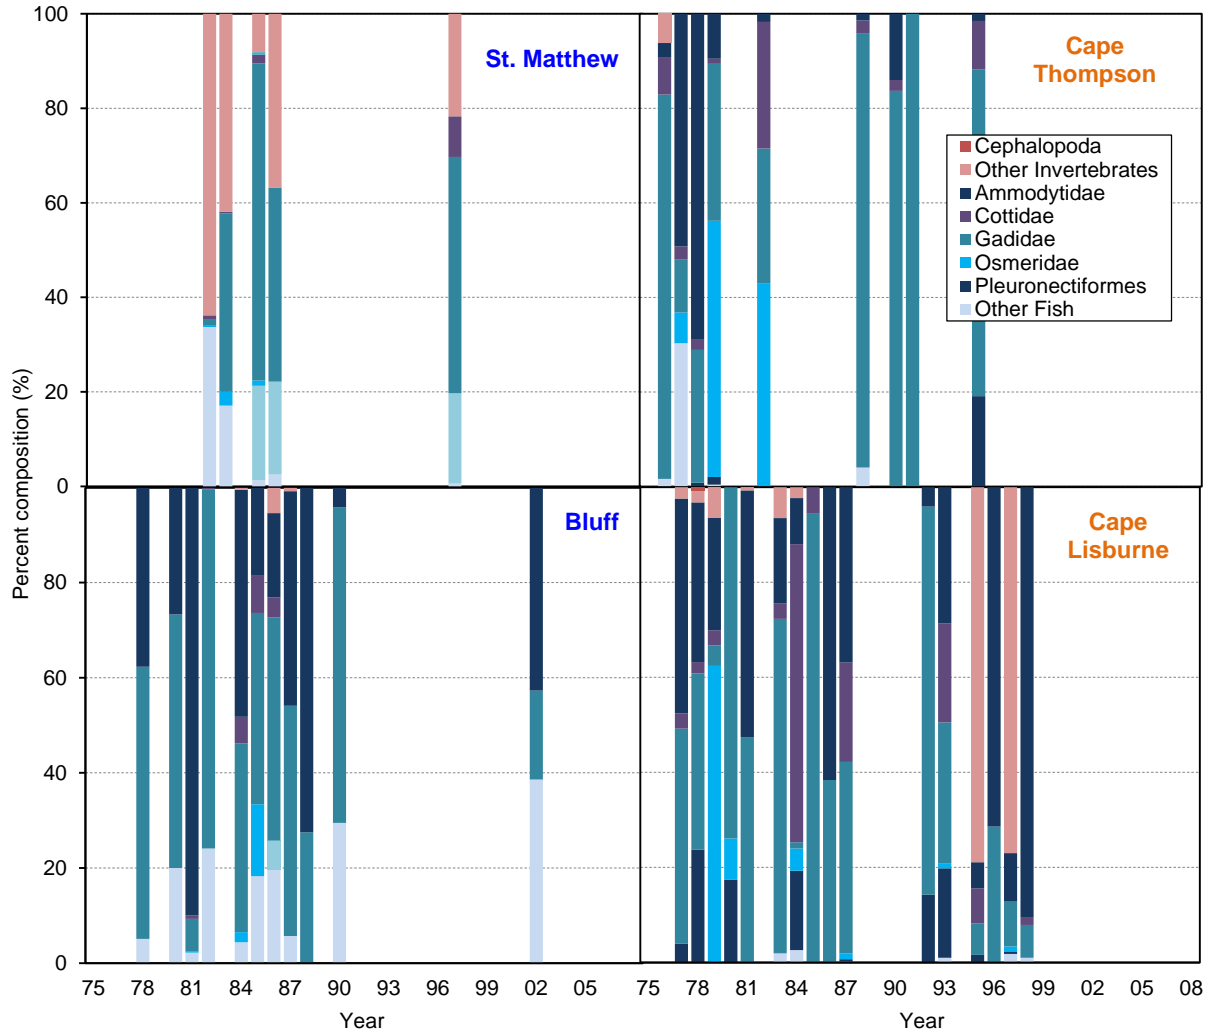 100
80
60
40
20
0
St. Matthew
Cape
Thompson
Cephalopoda
Other Invertebrates
Ammodytidae
Cottidae
Gadidae
Osmeridae
Pleuronectiformes
Other Fish
Percent composition (%)
80
60
40
20
0
Bluff
Cape
Lisburne
75 78 81 84 87 90 93 96 99 02 05
75 78 81 84 87 90 93 96 99 02 05 08
Year
Year